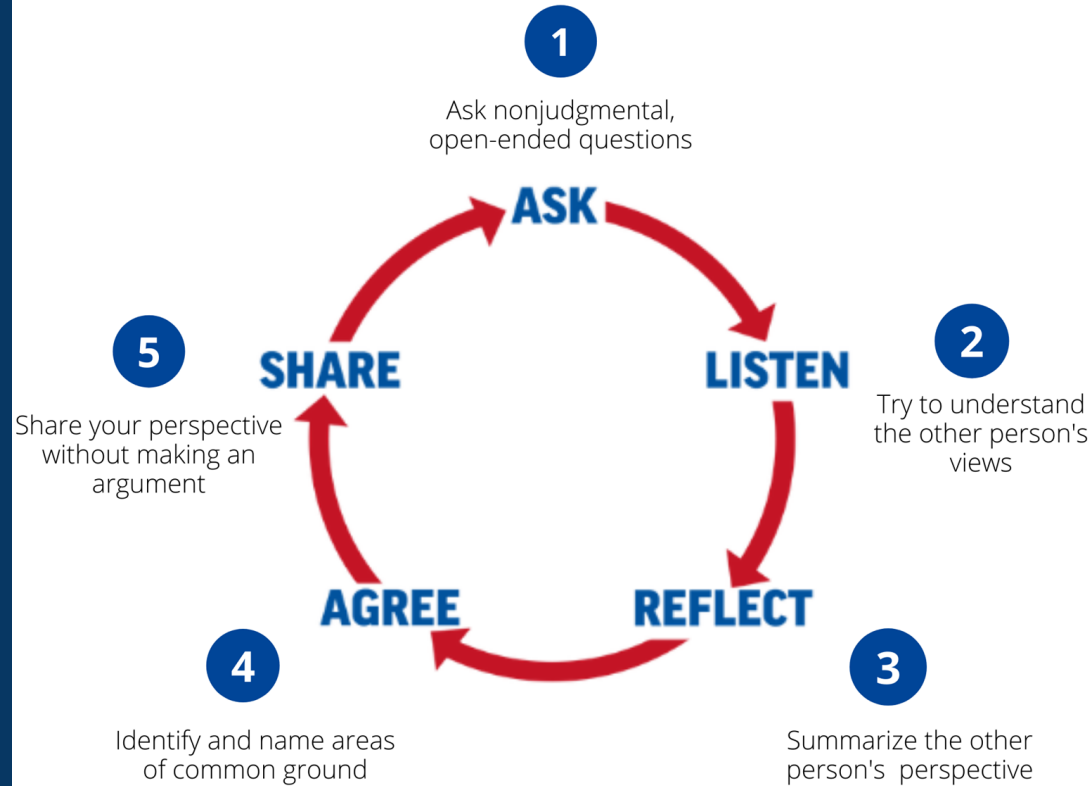 1
Ask nonjudgmental,
open-ended questions
ASK
2
LISTEN
Try to understand
the other person's
views
3
REFLECT
Summarize the other
person's  perspective
4
AGREE
Identify and name areas
of common ground
5
SHARE
Share your perspective
without making an
argument